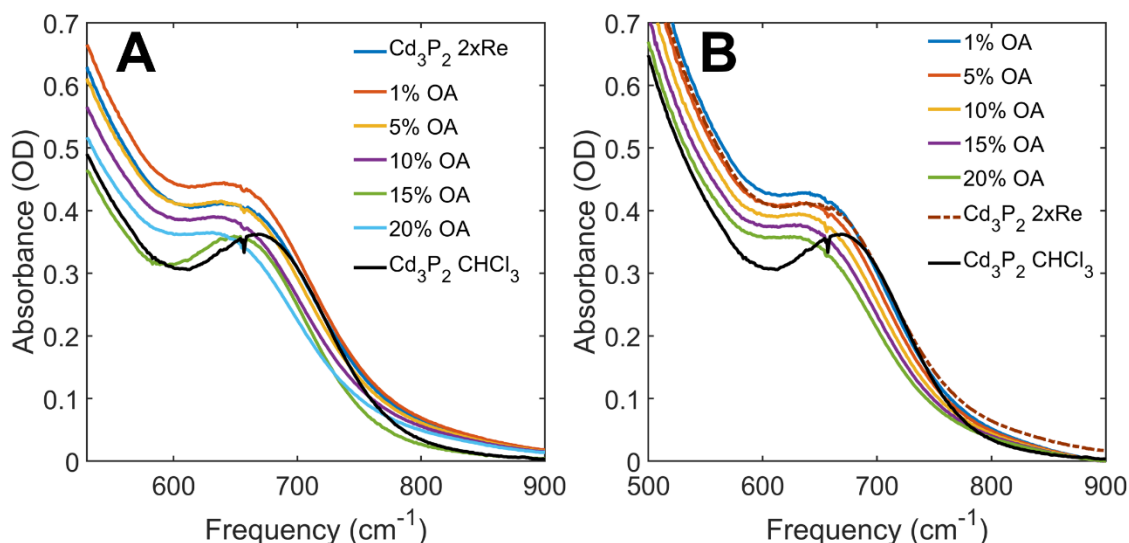 A
Cd3P2 2xRe
1% OA
5% OA
10% OA
15% OA
20% OA
Cd3P2 CHCl3
0.7
0.6
0.5
0.4
0.3
0.2
0.1
0
600
700
800
900
Absorbance (OD)
Frequency (cm-1)
B
1% OA
5% OA
10% OA
15% OA
20% OA
Cd3P2 2xRe
Cd3P2 CHCl3
0.7
0.6
0.5
0.4
0.3
0.2
0.1
0
500
600
700
800
900
Absorbance (OD)
Frequency (cm-1)